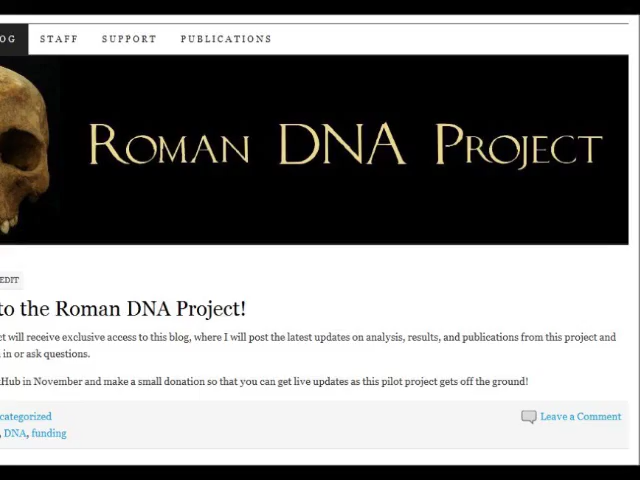 OG STAFF SUPPORT PUBLICATIONS
ROMAN DNA PROJECT
EDIT
to the Roman DNA Project!
ct will receive exclusive access to this blog, where I will post the latest updates on analysis, results, and publications from this project and
in or ask questions.
Hub in November and make a small donation so that you can get live updates as this pilot project gets off the ground!
categorized
Leave a Comment
, DNA, funding